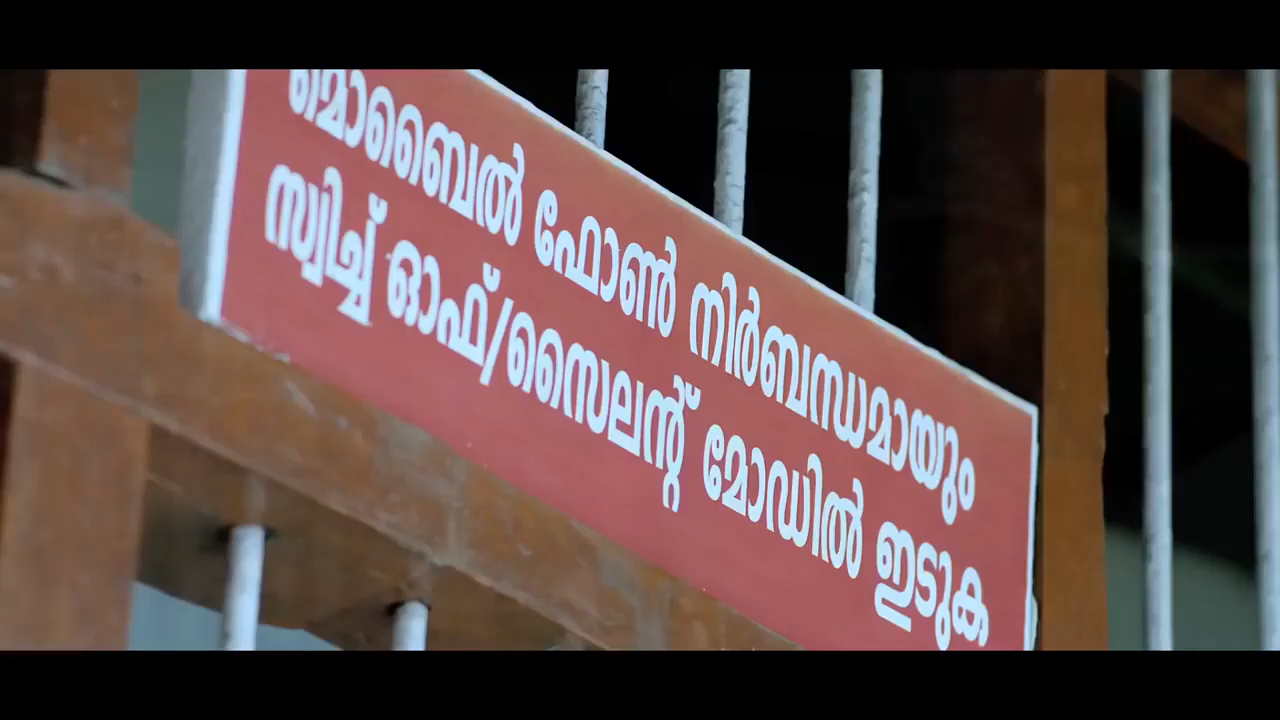 മൊബൈൽ ഫോൺ നിർബന്ധമായും
സ്വിച്ച് ഓഫ്/സൈലന്റ് മോഡിൽ ഇടുക